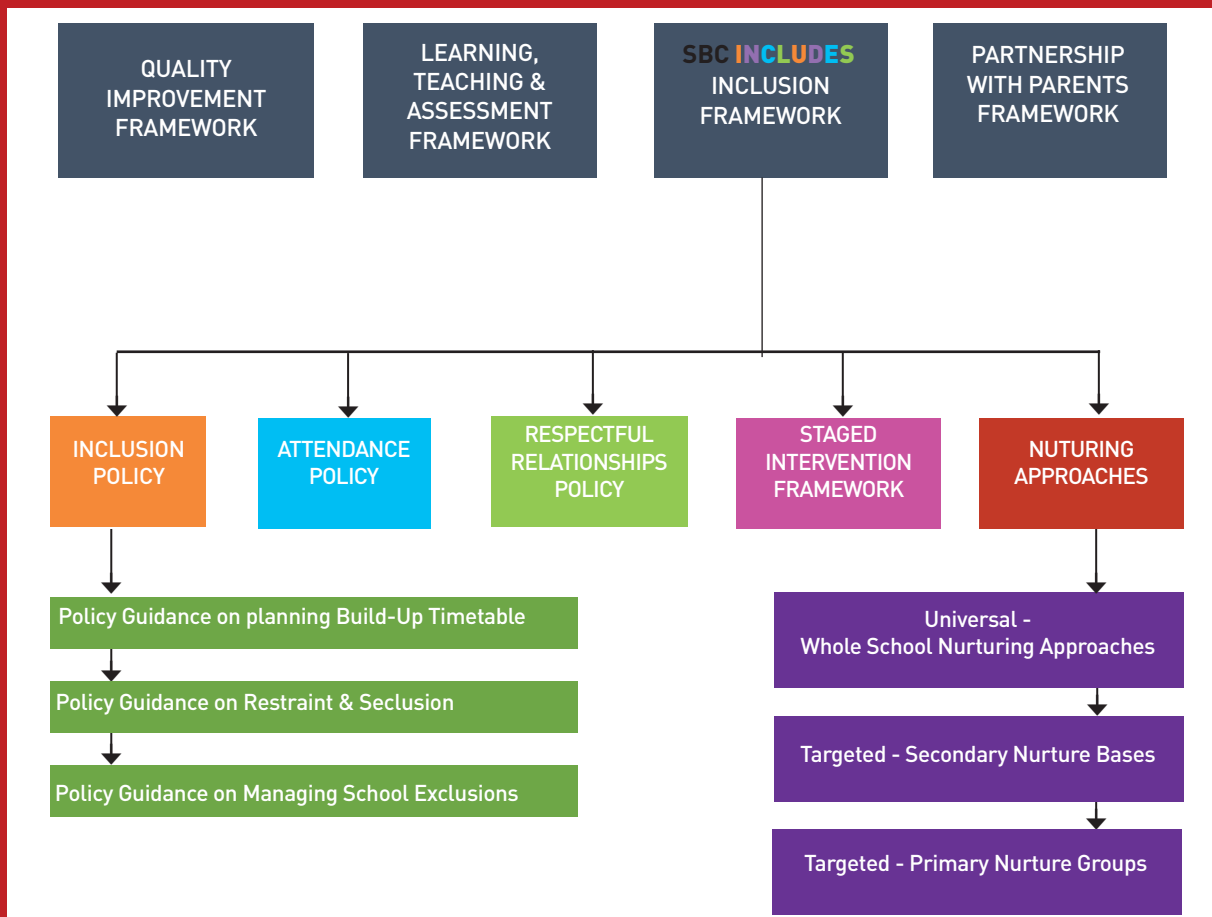 QUALITY
IMPROVEMENT
FRAMEWORK
LEARNING,
TEACHING &
ASSESSMENT
FRAMEWORK
SBC INCLUDES
INCLUSION
FRAMEWORK
PARTNERSHIP
WITH PARENTS
FRAMEWORK
INCLUSION
POLICY
ATTENDANCE
POLICY
RESPECTFUL
RELATIONSHIPS
POLICY
STAGED
INTERVENTION
FRAMEWORK
NUTURING
APPROACHES
Policy Guidance on planning Build-Up Timetable
Policy Guidance on Restraint & Seclusion
Policy Guidance on Managing School Exclusions
Universal -
Whole School Nurturing Approaches
Targeted - Secondary Nurture Bases
Targeted - Primary Nurture Groups